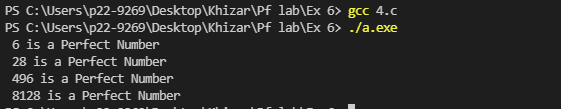 PS C:\Users\p22-9269\Desktop\Khizar\Pf lab\Ex 6> gcc 4.c
PS C:\Users\p22-9269\Desktop\Khizar\Pf lab\Ex 6> ./a.exe
6 is a Perfect Number
28 is a Perfect Number
496 is a Perfect Number
8128 is a Perfect Number